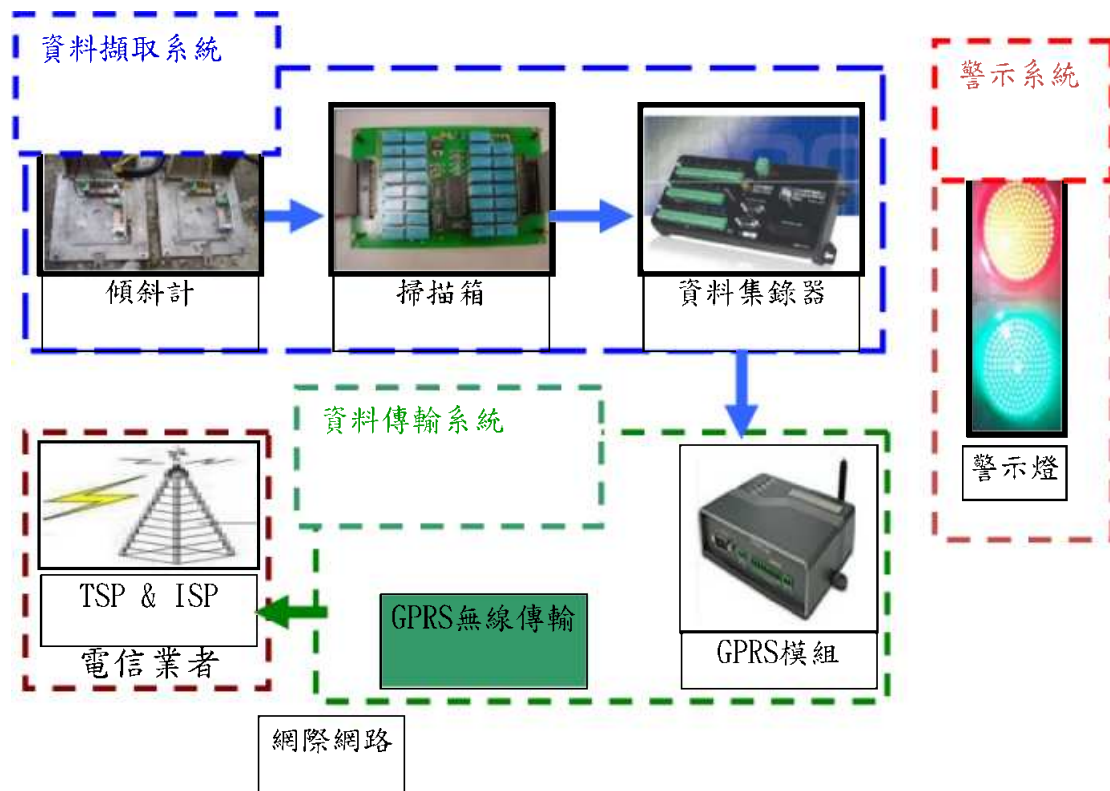 資料擷取系統
警示系統
傾斜計
掃描箱
資料集錄器
資料傳輸系統
警示燈
TSP & ISP
電信業者
GPRS無線傳輸
GPRS模組
網際網路